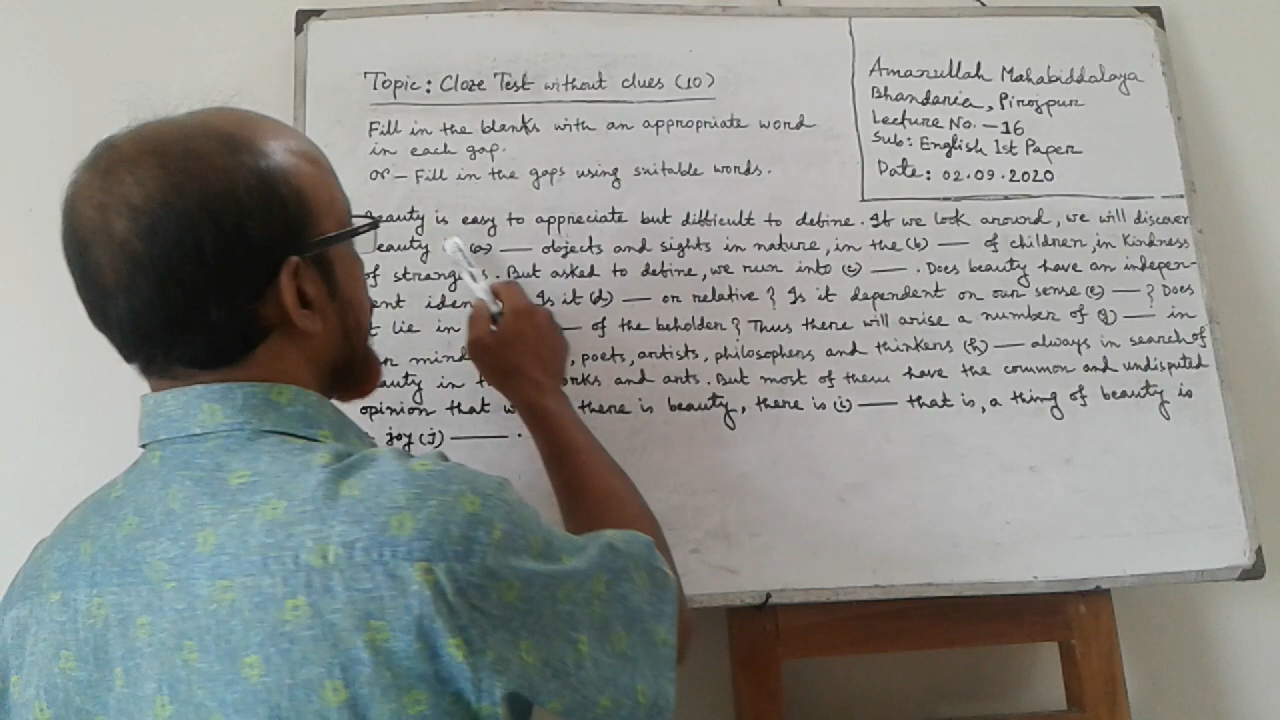 Topic: Cloze Test without clues (10)
Fill in the blanks with an appropriate word
in each gap.
or – Fill in the gaps using suitable words.
Amanullah Mahabiddalaya
Bhandaria, Pirojpur
Lecture No. – 16
Sub: English 1st Paper
Date: 02.09.2020
Beauty is easy to appreciate but difficult to define. If we look around, we will discover
eauty (a) — objects and sights in nature, in the (b) — of children, in kindness
of strangers. But asked to define, we run into (c) — . Does beauty have an indepen-
ent iden Is it (d) — or relative? Is it dependent on our sense (e) — ? Does
t lie in — of the beholder? Thus there will arise a number of (g) — in
mind , poets, artists, philosophers and thinkers (h) — always in search of
auty in t orks and arts. But most of them have the common and undisputed
opinion that w there is beauty, there is (i) — that is, a thing of beauty is
joy (j) — .